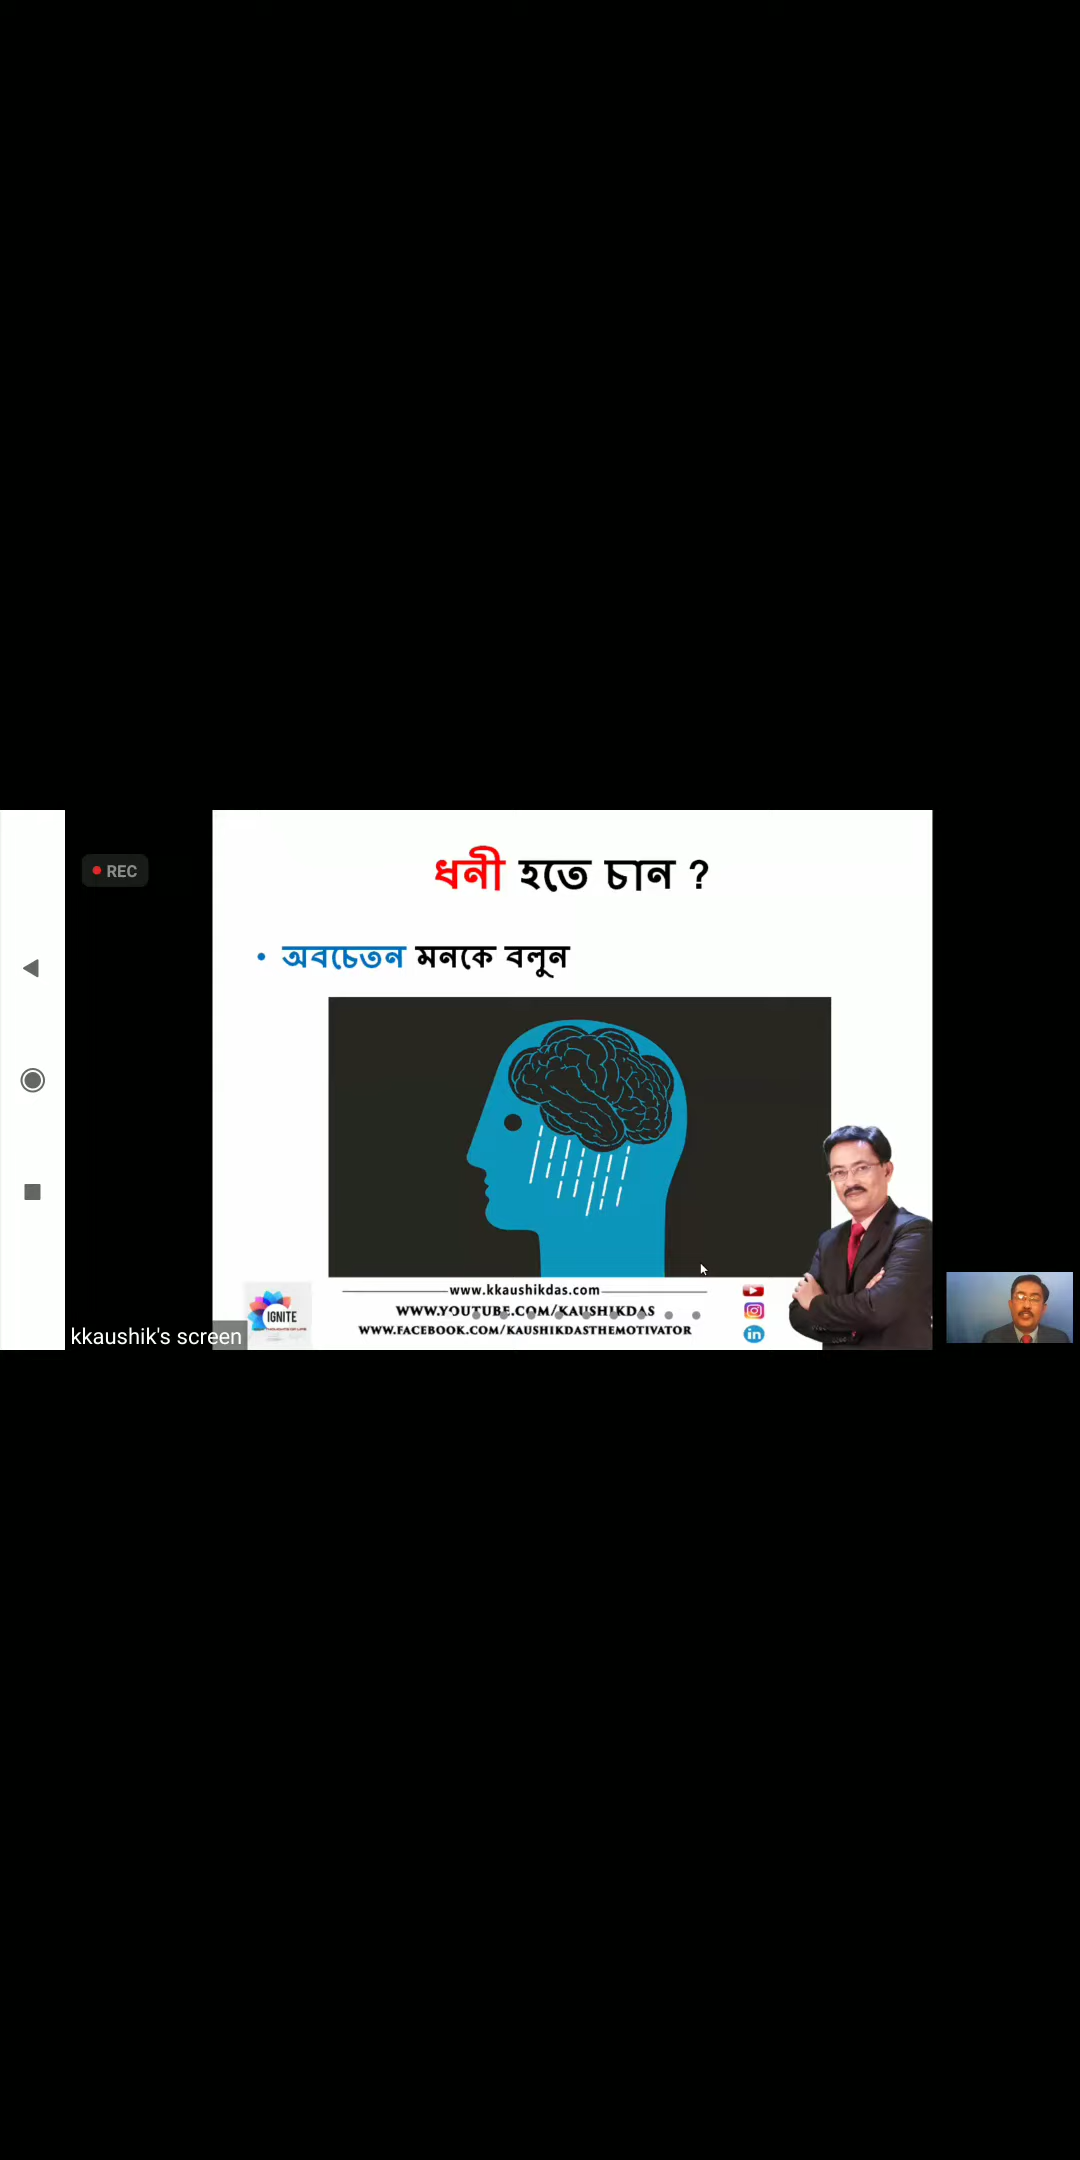 REC
ধনী হতে চান ?
• অবচেতন মনকে বলুন
IGNITE
www.kkaushikdas.com
WWW.YOUTUBE.COM/KAUSHIKDAS
WWW.FACEBOOK.COM/KAUSHIKDASTHEMOTIVATOR
in
kkaushik's screen